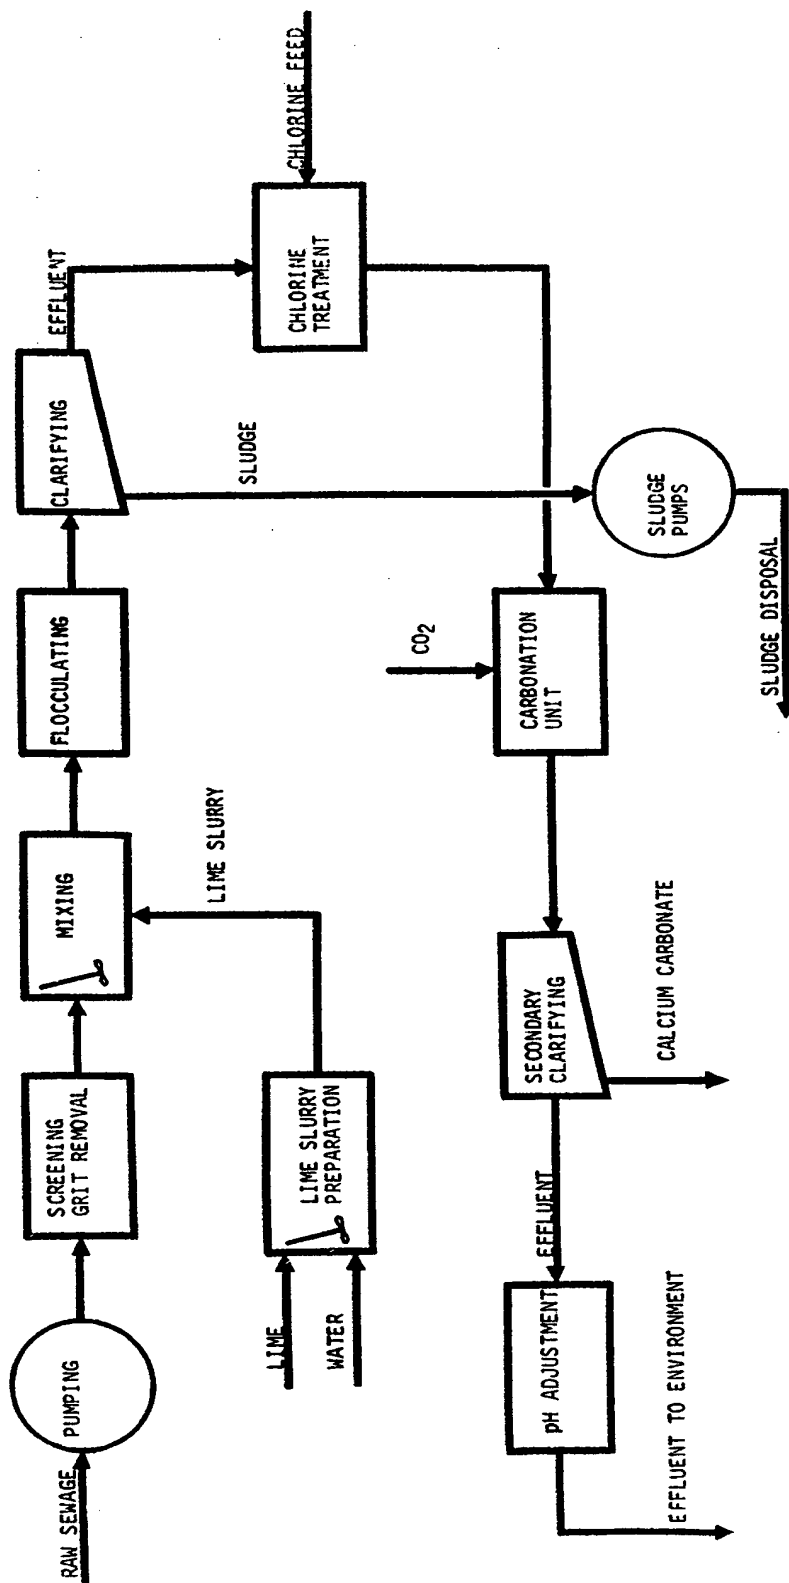 RAW SEWAGE
PUMPING
SCREENING
GRIT REMOVAL
MIXING
FLOCCULATING
CLARIFYING
EFFLUENT
LIME SLURRY
SLUDGE
CHLORINE FEED
CHLORINE
TREATMENT
LIME
WATER
LIME SLURRY
PREPARATION
CO2
CARBONATION
UNIT
SLUDGE
PUMPS
SLUDGE DISPOSAL
SECONDARY
CLARIFYING
CALCIUM CARBONATE
EFFLUENT
pH ADJUSTMENT
EFFLUENT TO ENVIRONMENT